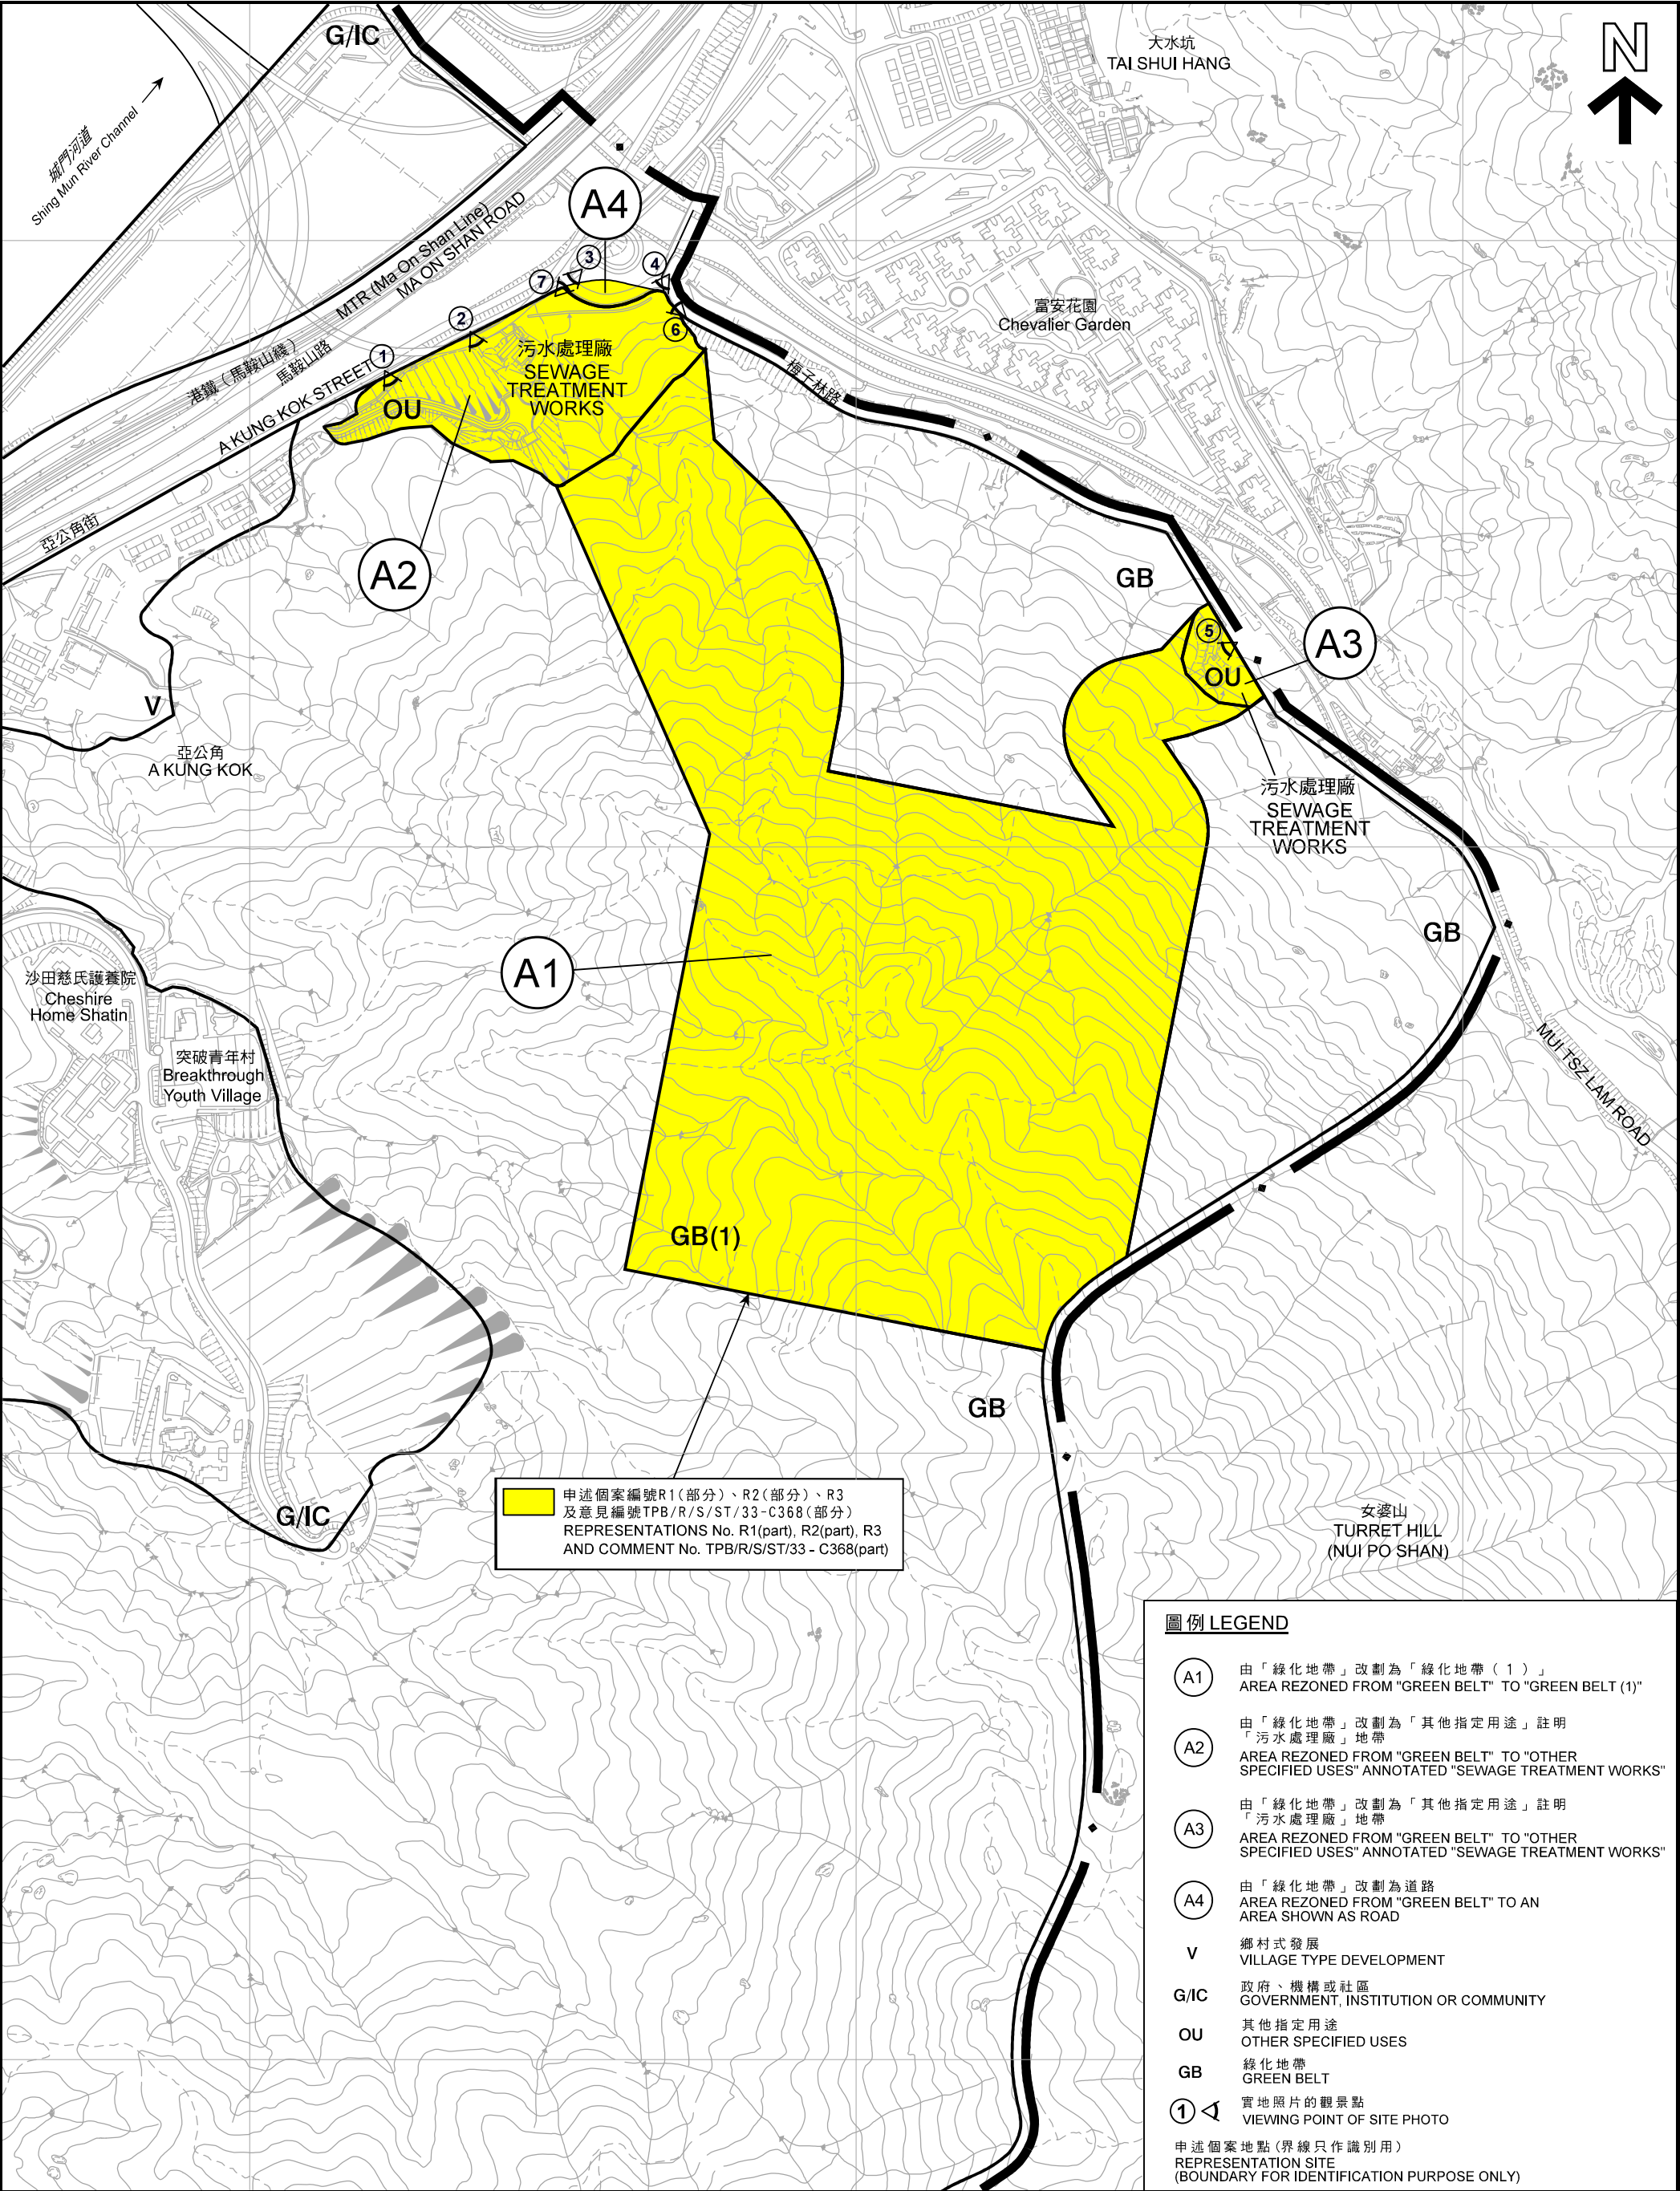 G/IC
大水坑
TAI SHUI HANG
N
城門河道
Shing Mun River Channel
A4
MTR (Ma On Shan Line)
MA ON SHAN ROAD
港鐵（馬鞍山綫）
馬鞍山路
3
4
7
2
6
1
富安花園
Chevalier Garden
污水處理廠
SEWAGE
TREATMENT
WORKS
OU
梅子林路
A KUNG KOK STREET
亞公角街
A2
GB
5
A3
OU
V
亞公角
A KUNG KOK
污水處理廠
SEWAGE
TREATMENT
WORKS
GB
A1
沙田慈氏護養院
Cheshire
Home Shatin
突破青年村
Breakthrough
Youth Village
MUI TSZ LAM ROAD
GB(1)
GB
G/IC
申述個案編號R1(部分)、R2(部分)、R3
及意見編號TPB/R/S/ST/33-C368(部分)
REPRESENTATIONS No. R1(part), R2(part), R3
AND COMMENT No. TPB/R/S/ST/33 - C368(part)
女婆山
TURRET HILL
(NUI PO SHAN)
圖例 LEGEND
A1
由「綠化地帶」改劃為「綠化地帶（1）」
AREA REZONED FROM "GREEN BELT" TO "GREEN BELT (1)"
A2
由「綠化地帶」改劃為「其他指定用途」註明
「污水處理廠」地帶
AREA REZONED FROM "GREEN BELT" TO "OTHER
SPECIFIED USES" ANNOTATED "SEWAGE TREATMENT WORKS"
A3
由「綠化地帶」改劃為「其他指定用途」註明
「污水處理廠」地帶
AREA REZONED FROM "GREEN BELT" TO "OTHER
SPECIFIED USES" ANNOTATED "SEWAGE TREATMENT WORKS"
A4
由「綠化地帶」改劃為道路
AREA REZONED FROM "GREEN BELT" TO AN
AREA SHOWN AS ROAD
V
鄉村式發展
VILLAGE TYPE DEVELOPMENT
G/IC
政府、機構或社區
GOVERNMENT, INSTITUTION OR COMMUNITY
OU
其他指定用途
OTHER SPECIFIED USES
GB
綠化地帶
GREEN BELT
1
實地照片的觀景點
VIEWING POINT OF SITE PHOTO
申述個案地點(界線只作識別用)
REPRESENTATION SITE
(BOUNDARY FOR IDENTIFICATION PURPOSE ONLY)